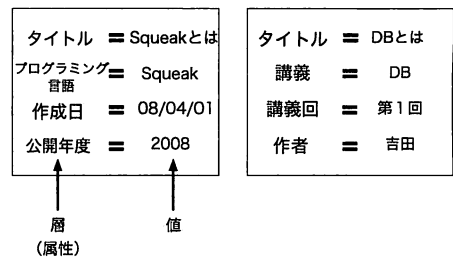 タイトル = Squeakとは
プログラミング
言語 = Squeak
作成日 = 08/04/01
公開年度 = 2008
層
(属性)
値
タイトル = DBとは
講義 = DB
講義回 = 第1回
作者 = 吉田